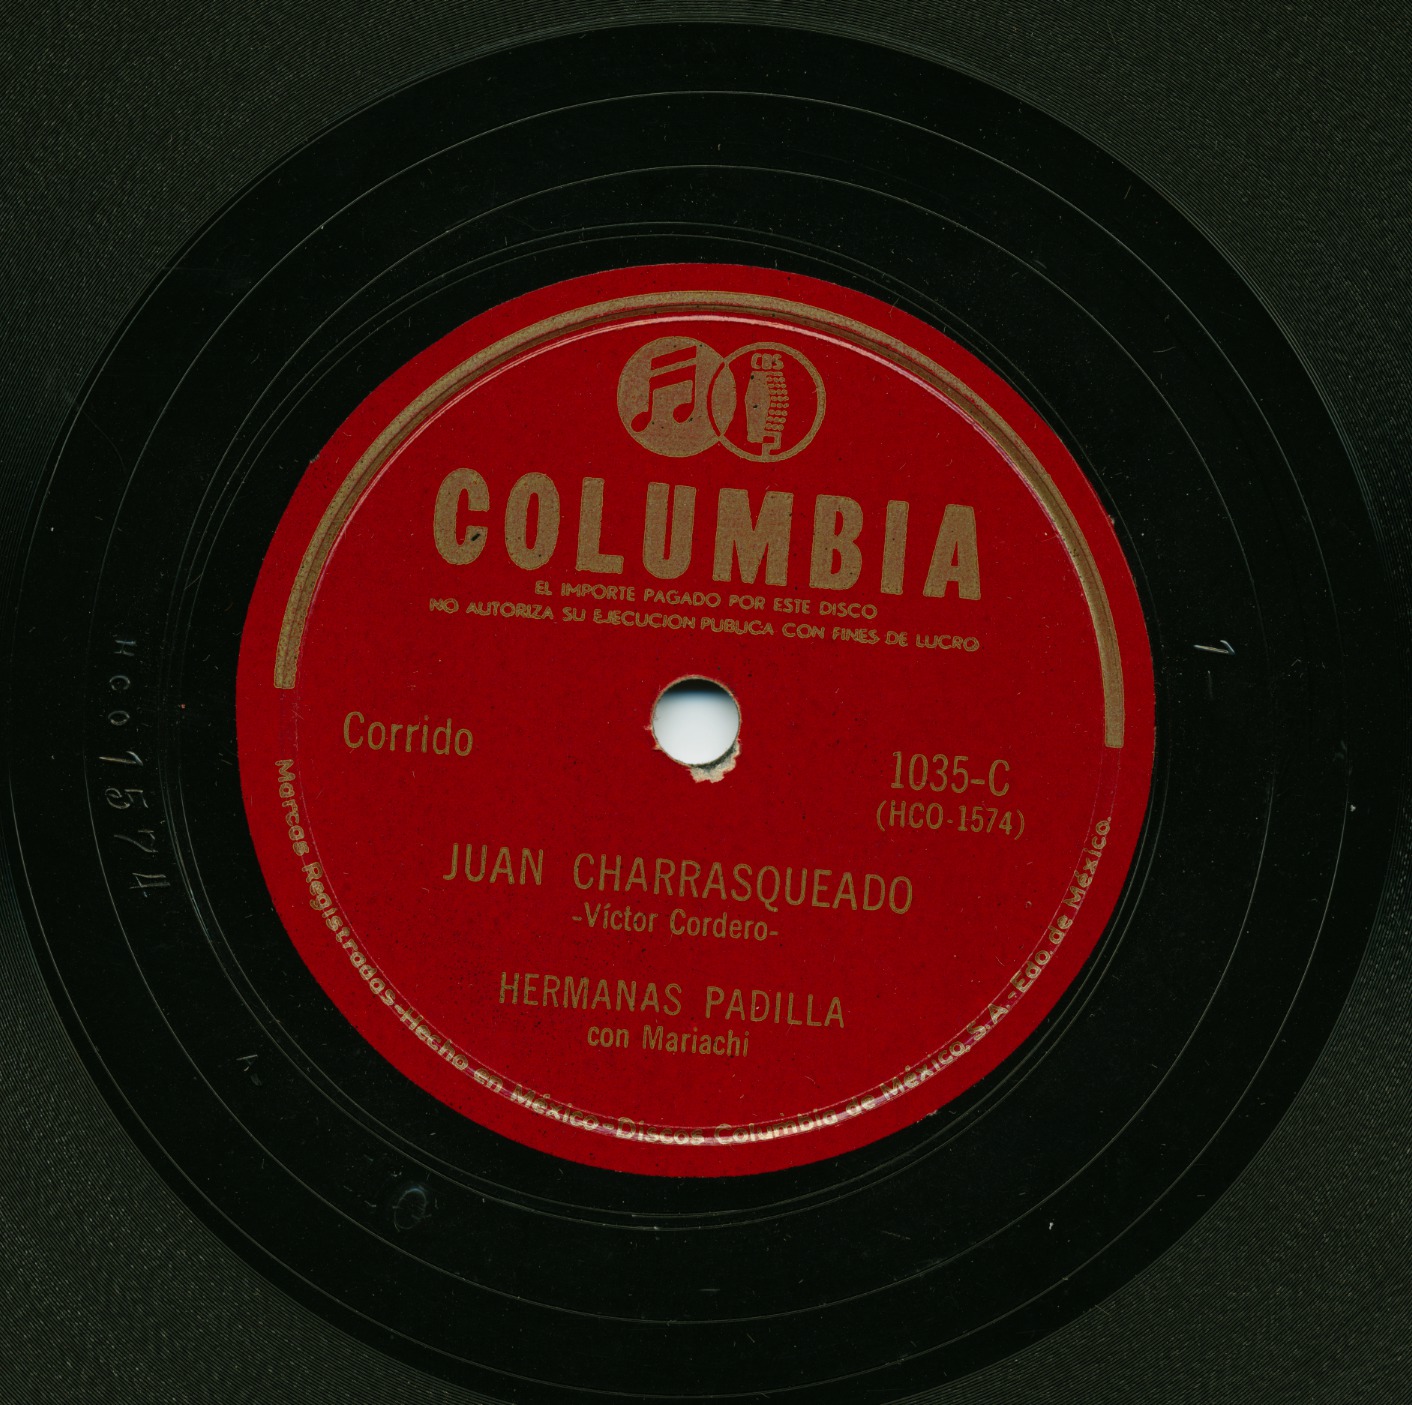 CBS
COLUMBIA
EL IMPORTE PAGADO POR ESTE DISCO
NO AUTORIZA SU EJECUCION PUBLICA CON FINES DE LUCRO
Corrido
1035-C
(HCO-1574)
JUAN CHARRASQUEADO
-Víctor Cordero-
HERMANAS PADILLA
con Mariachi
Marcas Registradas-Hecho en México-Discos Columbia de México, S.A.-Edo. de México.
HCO1574
1